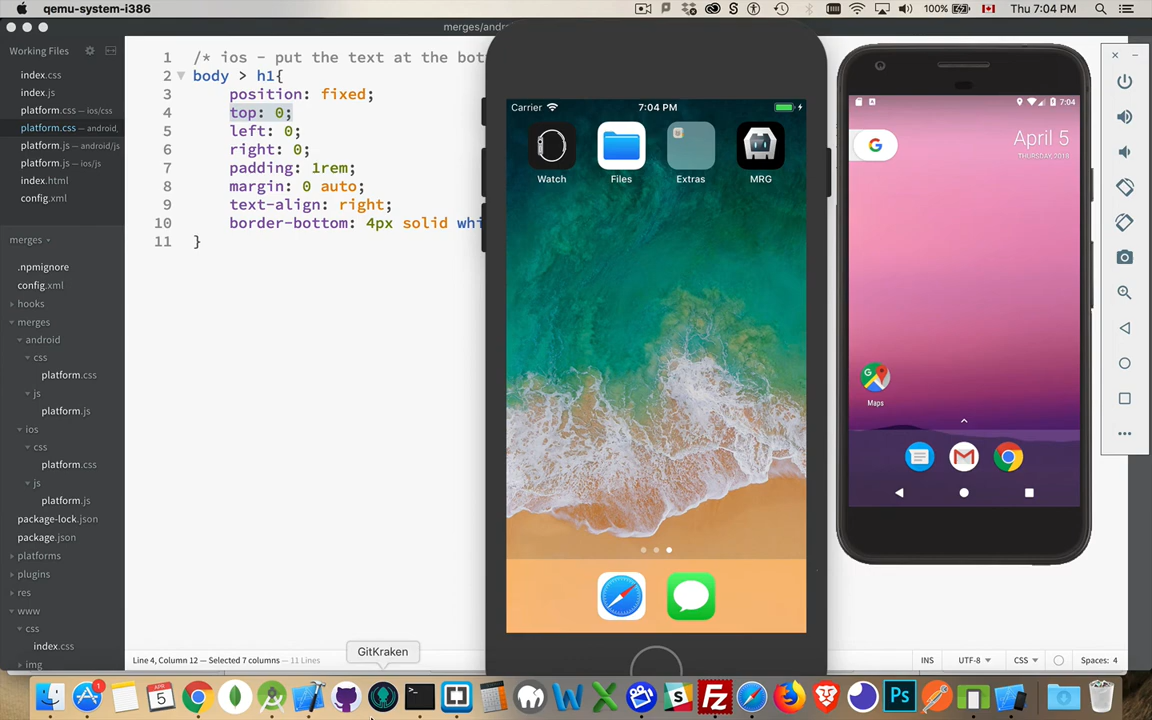 qemu-system-i386
100%
Thu 7:04 PM
merges/andr
Working Files
index.css
index.js
platform.css – ios/css
platform.css – android
platform.js – android/js
platform.js – ios/js
index.html
config.xml
merges
.npmignore
config.xml
hooks
merges
android
css
platform.css
js
platform.js
ios
css
platform.css
js
platform.js
package-lock.json
package.json
platforms
plugins
res
www
css
index.css
img
1 /* ios - put the text at the bot
2 body > h1{
3 position: fixed;
4 top: 0;
5 left: 0;
6 right: 0;
7 padding: 1rem;
8 margin: 0 auto;
9 text-align: right;
10 border-bottom: 4px solid whi
11 }
Carrier
7:04 PM
Watch
Files
Extras
MRG
7:04
G
April 5
THURSDAY, 2018
Maps
Line 4, Column 12 — Selected 7 columns — 11 Lines
INS
UTF-8
CSS
Spaces: 4
GitKraken
APR
5
Ps